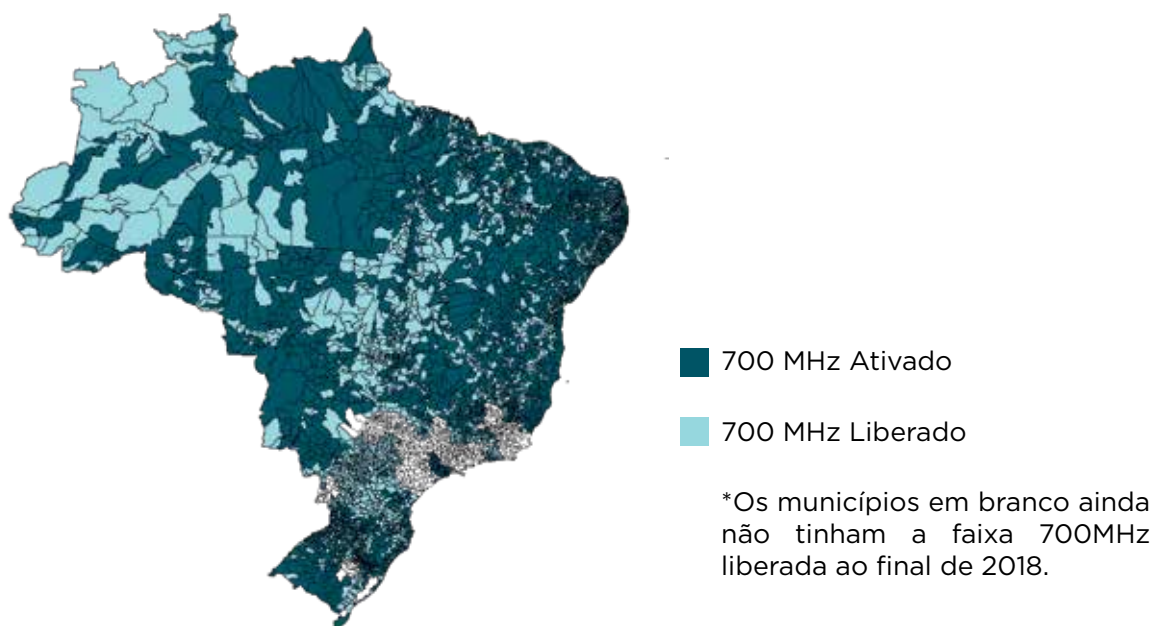 700 MHz Ativado
700 MHz Liberado
*Os municípios em branco ainda
não tinham a faixa 700MHz
liberada ao final de 2018.